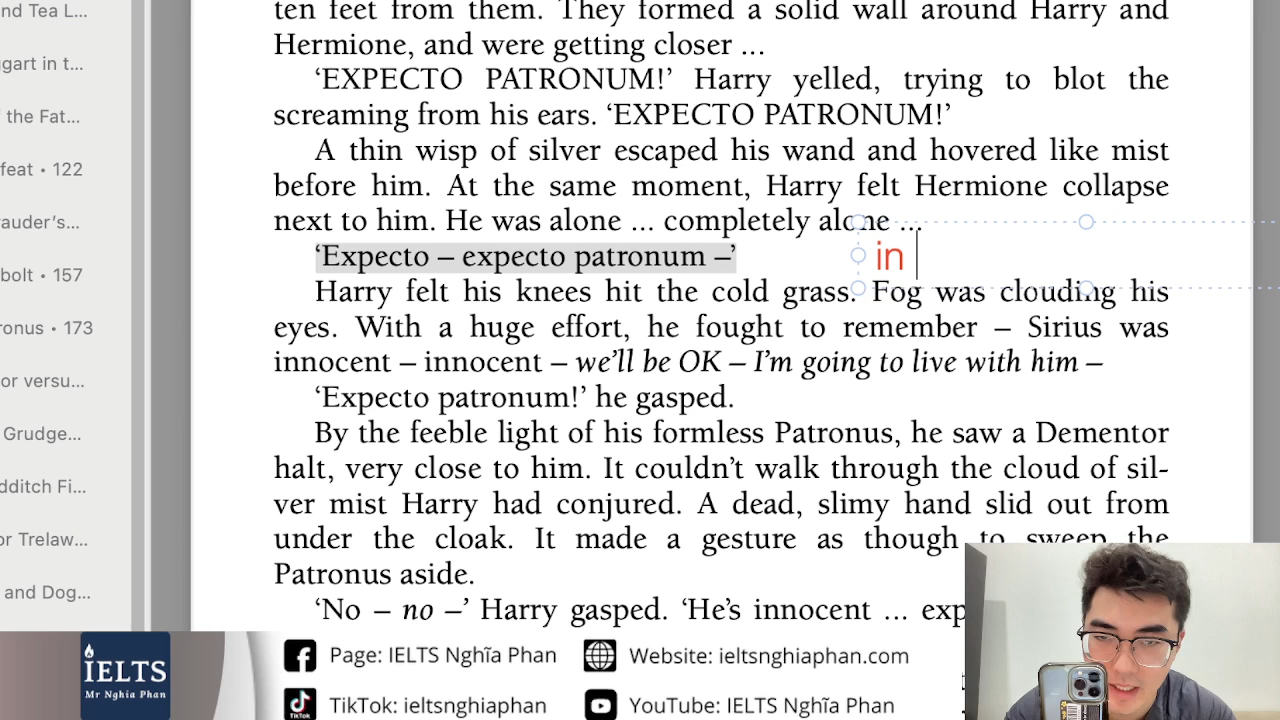 nd Tea L...
gart in t...
the Fat...
feat • 122
rauder's...
bolt • 157
ronus • 173
or versu...
Grudge...
dditch Fi...
or Trelaw...
and Dog...
ten feet from them. They formed a solid wall around Harry and
Hermione, and were getting closer ...
‘EXPECTO PATRONUM!’ Harry yelled, trying to blot the
screaming from his ears. ‘EXPECTO PATRONUM!’
A thin wisp of silver escaped his wand and hovered like mist
before him. At the same moment, Harry felt Hermione collapse
next to him. He was alone ... completely alone ...
‘Expecto – expecto patronum –’
in
Harry felt his knees hit the cold grass. Fog was clouding his
eyes. With a huge effort, he fought to remember – Sirius was
innocent – innocent – we’ll be OK – I’m going to live with him –
‘Expecto patronum!’ he gasped.
By the feeble light of his formless Patronus, he saw a Dementor
halt, very close to him. It couldn’t walk through the cloud of sil-
ver mist Harry had conjured. A dead, slimy hand slid out from
under the cloak. It made a gesture as though to sweep the
Patronus aside.
‘No – no –’ Harry gasped. ‘He’s innocent ... exp
IELTS
Mr Nghia Phan
Page: IELTS Nghĩa Phan
Website: ieltsnghiaphan.com
TikTok: ieltsnghiaphan
YouTube: IELTS Nghĩa Phan
TikTok